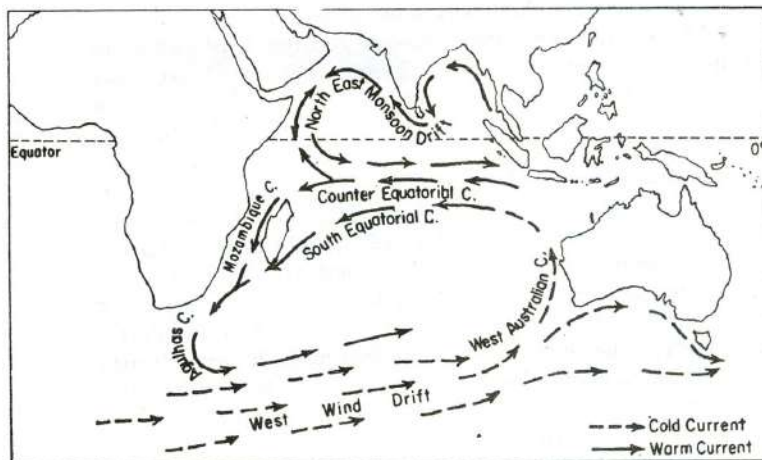 North East Monsoon Drift
Equator
0°
Counter Equatorial C.
Mozambique C.
South Equatorial C.
West Australian C.
Agulhas C.
West Wind Drift
Cold Current
Warm Current